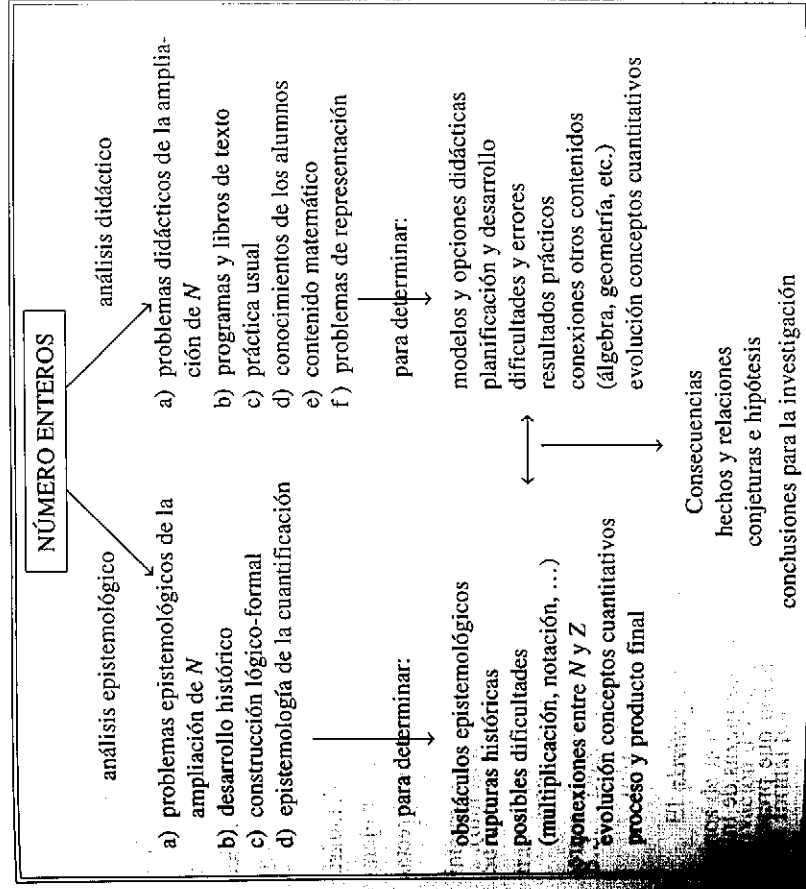 NÚMERO ENTEROS
análisis epistemológico
a) problemas epistemológicos de la
ampliación de N
b) desarrollo histórico
c) construcción lógico-formal
d) epistemología de la cuantificación
para determinar:
obstáculos epistemológicos
rupturas históricas
posibles dificultades
(multiplicación, notación, ...)
conexiones entre N y Z
evolución conceptos cuantitativos
proceso y producto final
análisis didáctico
a) problemas didácticos de la amplia-
ción de N
b) programas y libros de texto
c) práctica usual
d) conocimientos de los alumnos
e) contenido matemático
f) problemas de representación
para determinar:
modelos y opciones didácticas
planificación y desarrollo
dificultades y errores
resultados prácticos
conexiones otros contenidos
(álgebra, geometría, etc.)
evolución conceptos cuantitativos
Consecuencias
hechos y relaciones
conjeturas e hipótesis
conclusiones para la investigación